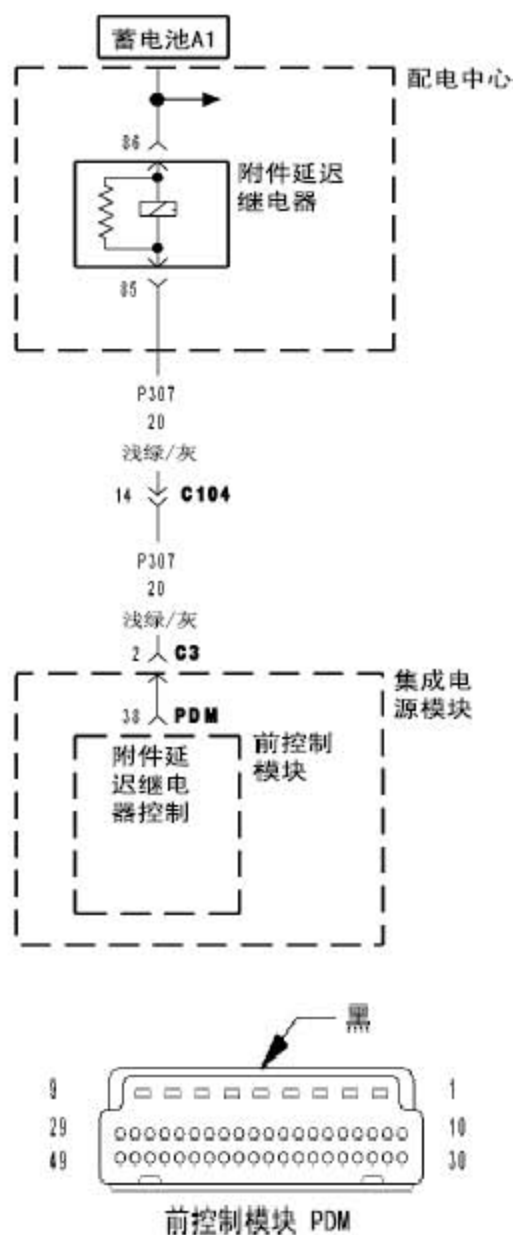 蓄电池A1
配电中心
86
附件延迟
继电器
85
P307
20
浅绿/灰
14
C104
P307
20
浅绿/灰
2
C3
集成电
源模块
38
PDM
前控制
模块
附件延
迟继电
器控制
黑
9
1
29
10
49
30
前控制模块 PDM